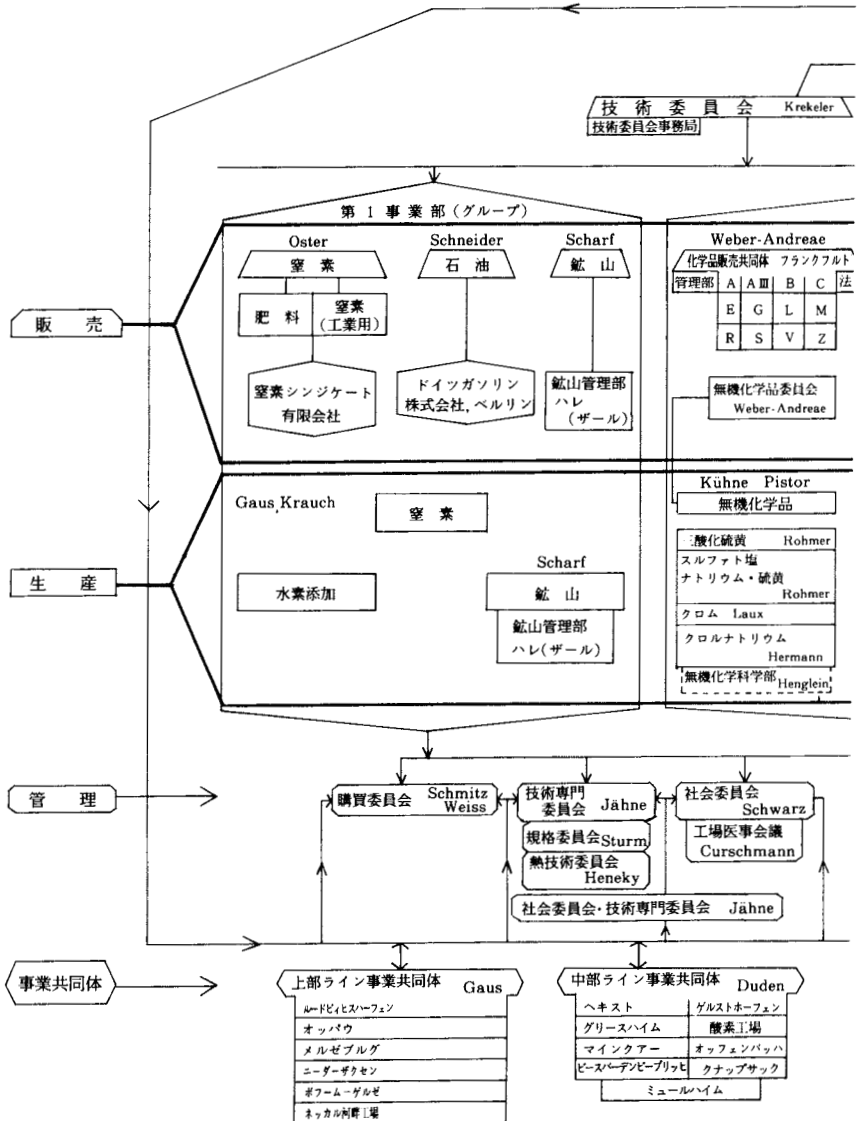 技術委員会 Krekeler
技術委員会事務局
第1事業部(グループ)
販売
Oster
窒素
肥料
窒素
(工業用)
窒素シンジケート
有限会社
Schneider
石油
ドイツガソリン
株式会社,ベルリン
Scharf
鉱山
鉱山管理部
ハレ
(ザール)
Weber-Andreae
化学品販売共同体 フランクフルト
管理部 A AⅢ B C 法
E G L M
R S V Z
無機化学品委員会
Weber-Andreae
生産
Gaus, Krauch
窒素
水素添加
Scharf
鉱山
鉱山管理部
ハレ(ザール)
Kühne Pistor
無機化学品
三酸化硫黄 Rohmer
スルファト塩
ナトリウム・硫黄
Rohmer
クロム Laux
クロルナトリウム
Hermann
無機化学科学部 Henglein
管理
購買委員会 Schmitz
Weiss
技術専門
委員会 Jähne
規格委員会 Sturm
熱技術委員会
Heneky
社会委員会
Schwarz
工場医事会議
Curschmann
社会委員会・技術専門委員会 Jähne
事業共同体
上部ライン事業共同体 Gaus
ルードビィヒスハーフェン
オッパウ
メルゼブルグ
ニーダーザクセン
ボフームーゲルゼ
ネッカル河畔工場
中部ライン事業共同体 Duden
ヘキスト ゲルストホーフェン
グリースハイム 酸素工場
マインクアー オッフェンバッハ
ビースバーデンビーブリッヒ クナップサック
ミュールハイム